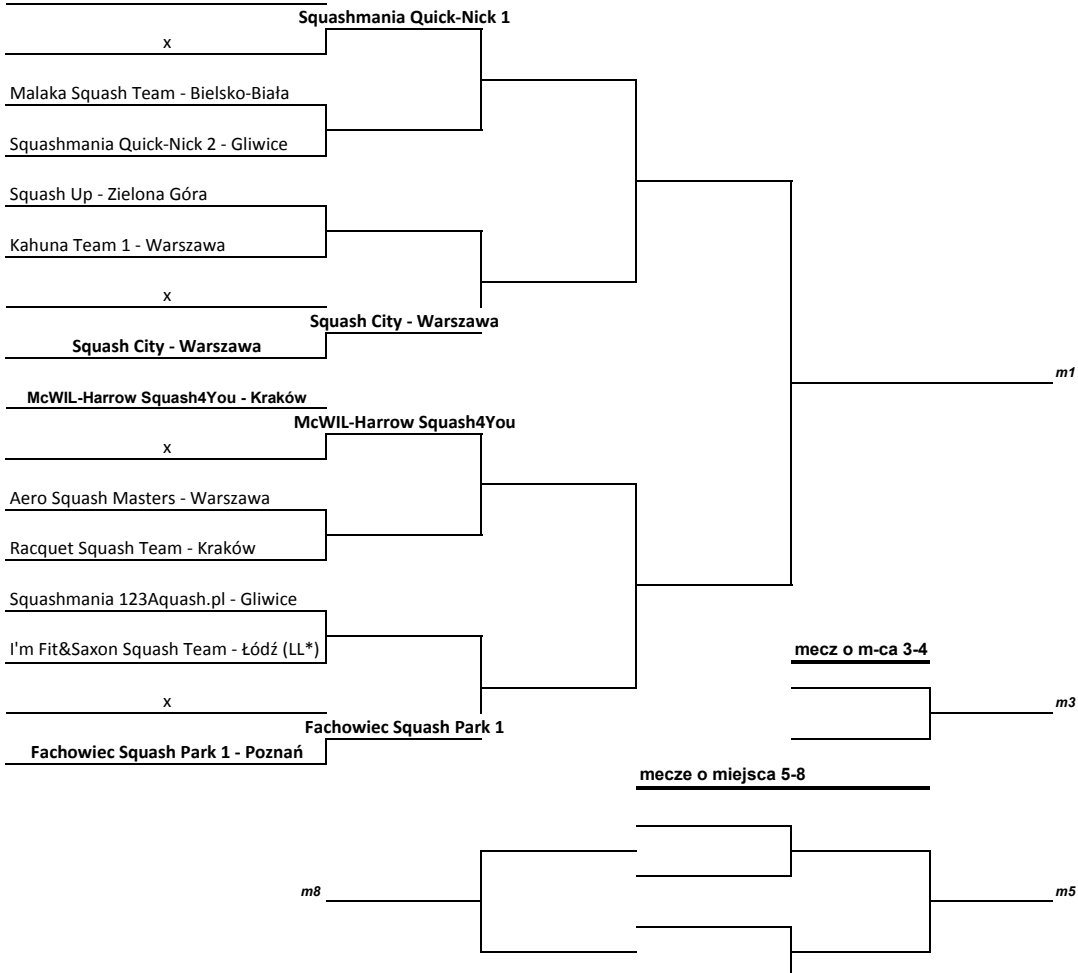 Squashmania Quick-Nick 1
x
Malaka Squash Team - Bielsko-Biała
Squashmania Quick-Nick 2 - Gliwice
Squash Up - Zielona Góra
Kahuna Team 1 - Warszawa
x
Squash City - Warszawa
Squash City - Warszawa
m1
McWIL-Harrow Squash4You - Kraków
McWIL-Harrow Squash4You
x
Aero Squash Masters - Warszawa
Racquet Squash Team - Kraków
Squashmania 123Aquash.pl - Gliwice
I'm Fit&Saxon Squash Team - Łódź (LL*)
mecz o m-ca 3-4
x
m3
Fachowiec Squash Park 1
Fachowiec Squash Park 1 - Poznań
mecze o miejsca 5-8
m8
m5